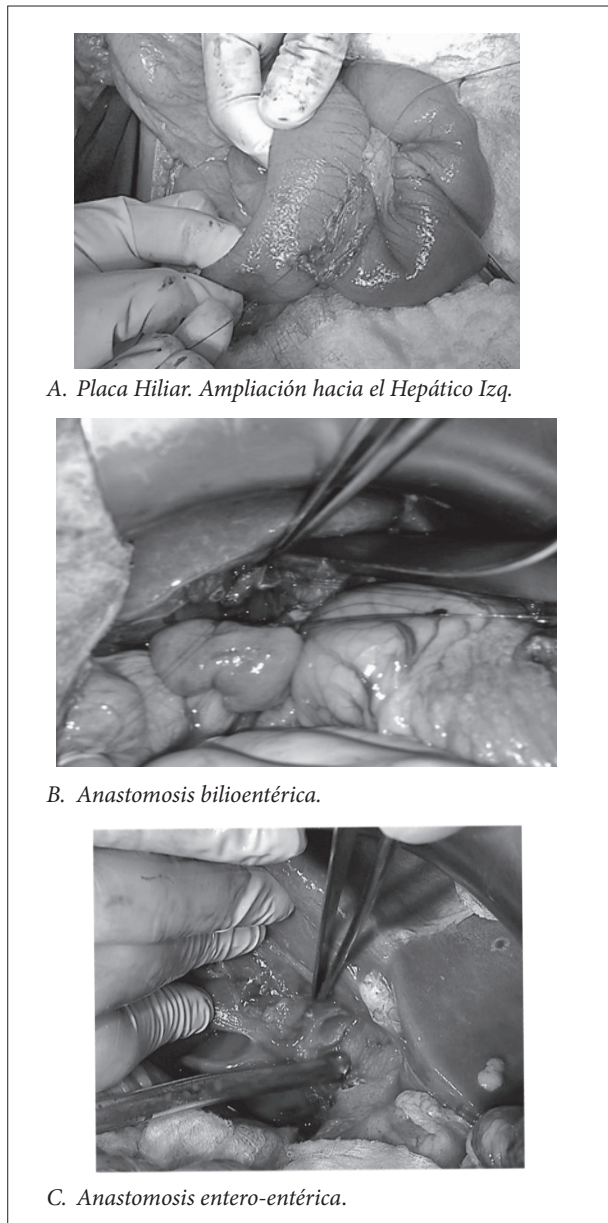 A. Placa Hiliar. Ampliación hacia el Hepático Izq.
B. Anastomosis bilioentérica.
C. Anastomosis entero-entérica.